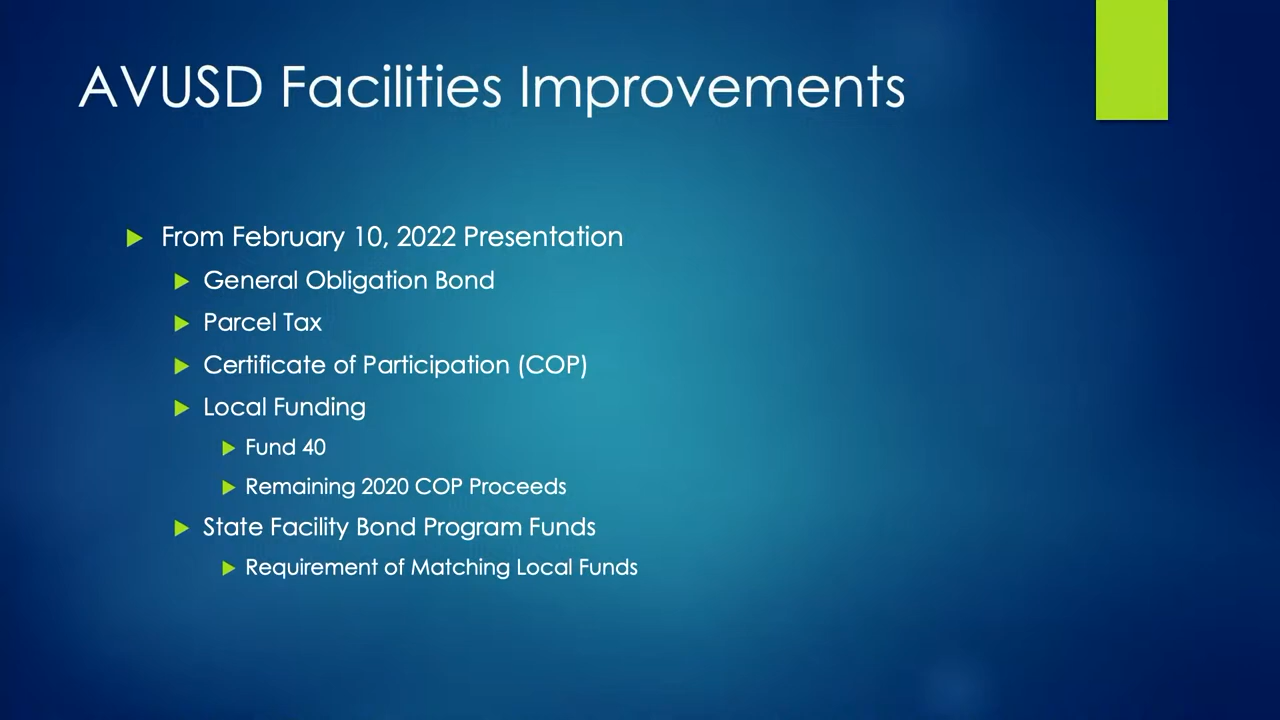 AVUSD Facilities Improvements
From February 10, 2022 Presentation
General Obligation Bond
Parcel Tax
Certificate of Participation (COP)
Local Funding
Fund 40
Remaining 2020 COP Proceeds
State Facility Bond Program Funds
Requirement of Matching Local Funds